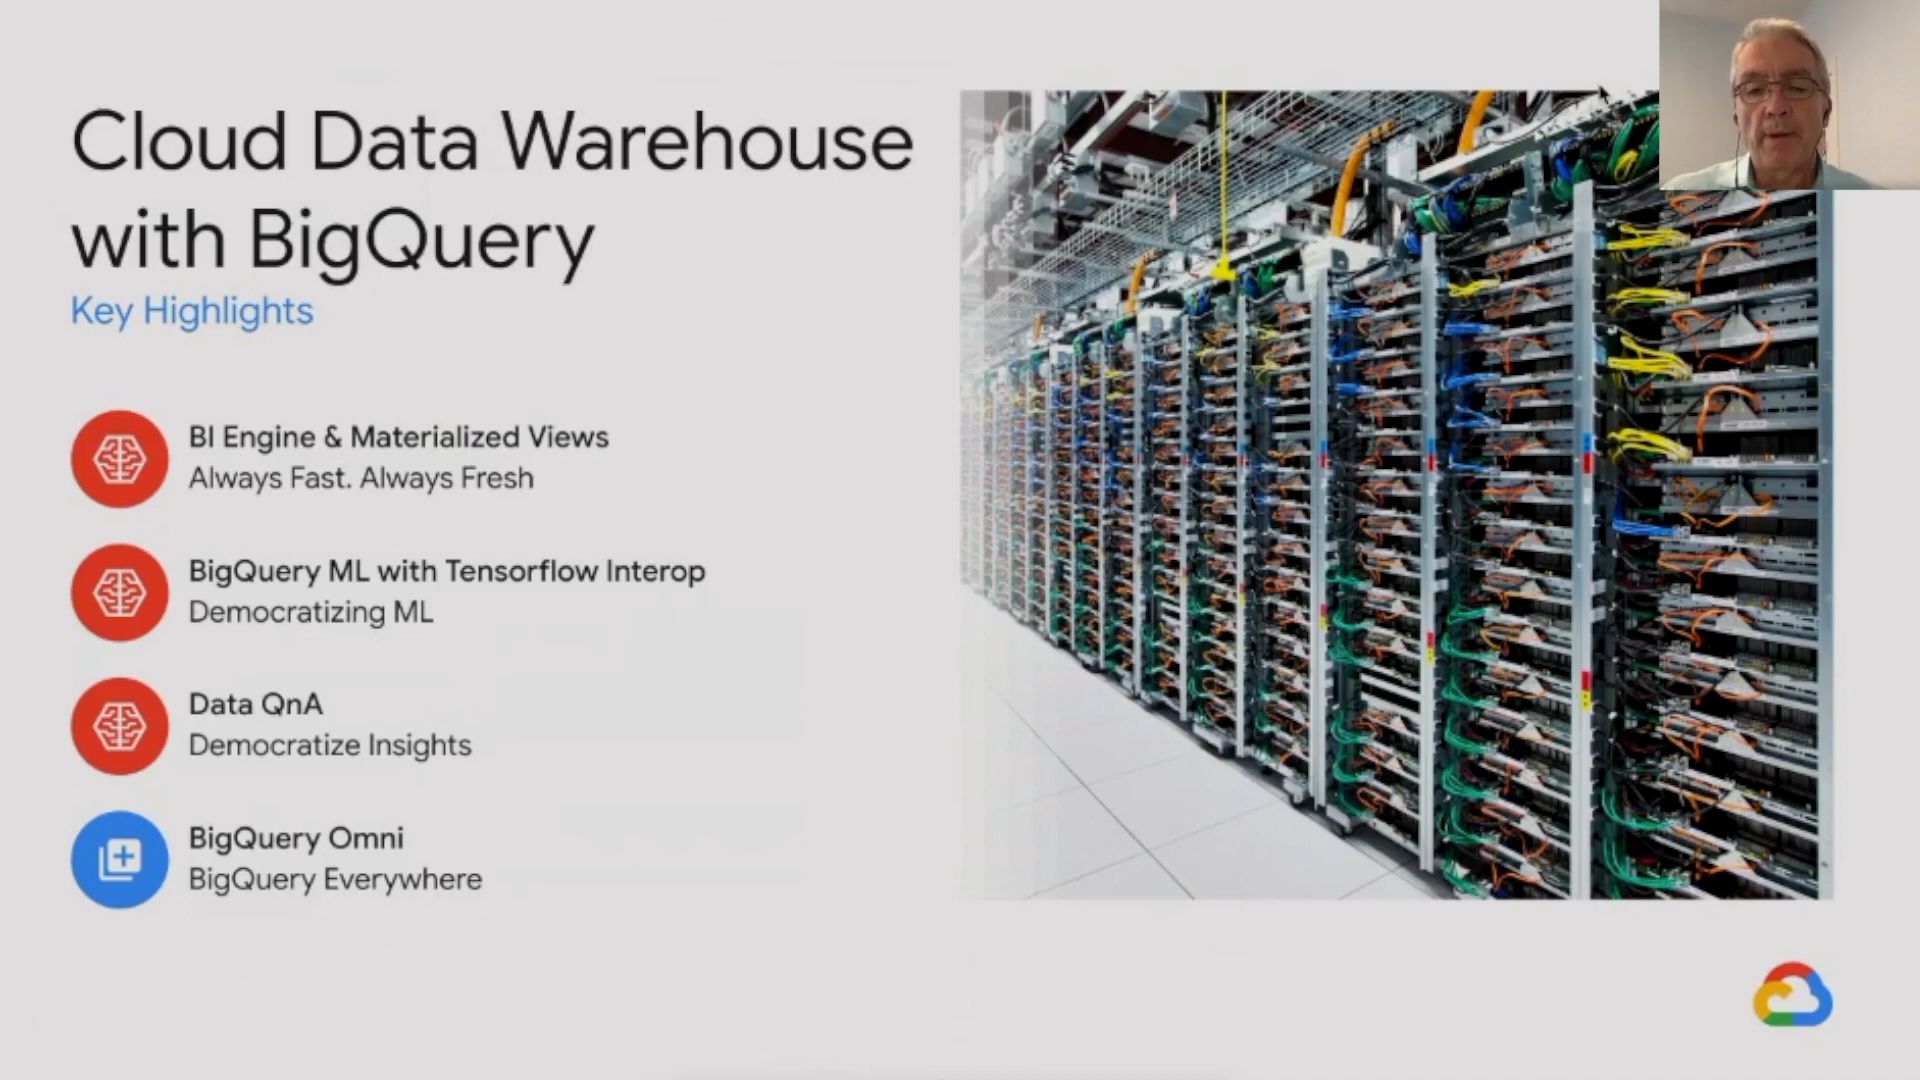 Cloud Data Warehouse
with BigQuery
Key Highlights
BI Engine & Materialized Views
Always Fast. Always Fresh
BigQuery ML with Tensorflow Interop
Democratizing ML
Data QnA
Democratize Insights
BigQuery Omni
BigQuery Everywhere